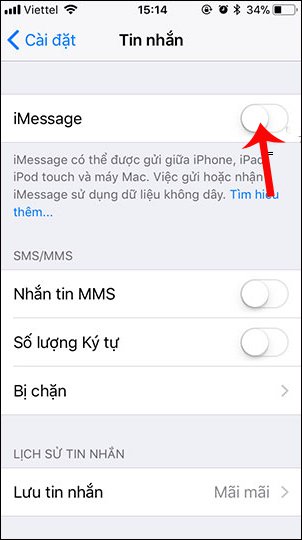 Viettel 15:14 34%
Cài đặt Tin nhắn
iMessage
iMessage có thể được gửi giữa iPhone, iPad,
iPod touch và máy Mac. Việc gửi hoặc nhận
iMessage sử dụng dữ liệu không dây. Tìm hiểu
thêm...
SMS/MMS
Nhắn tin MMS
Số lượng Ký tự
Bị chặn
LỊCH SỬ TIN NHẮN
Lưu tin nhắn Mãi mãi